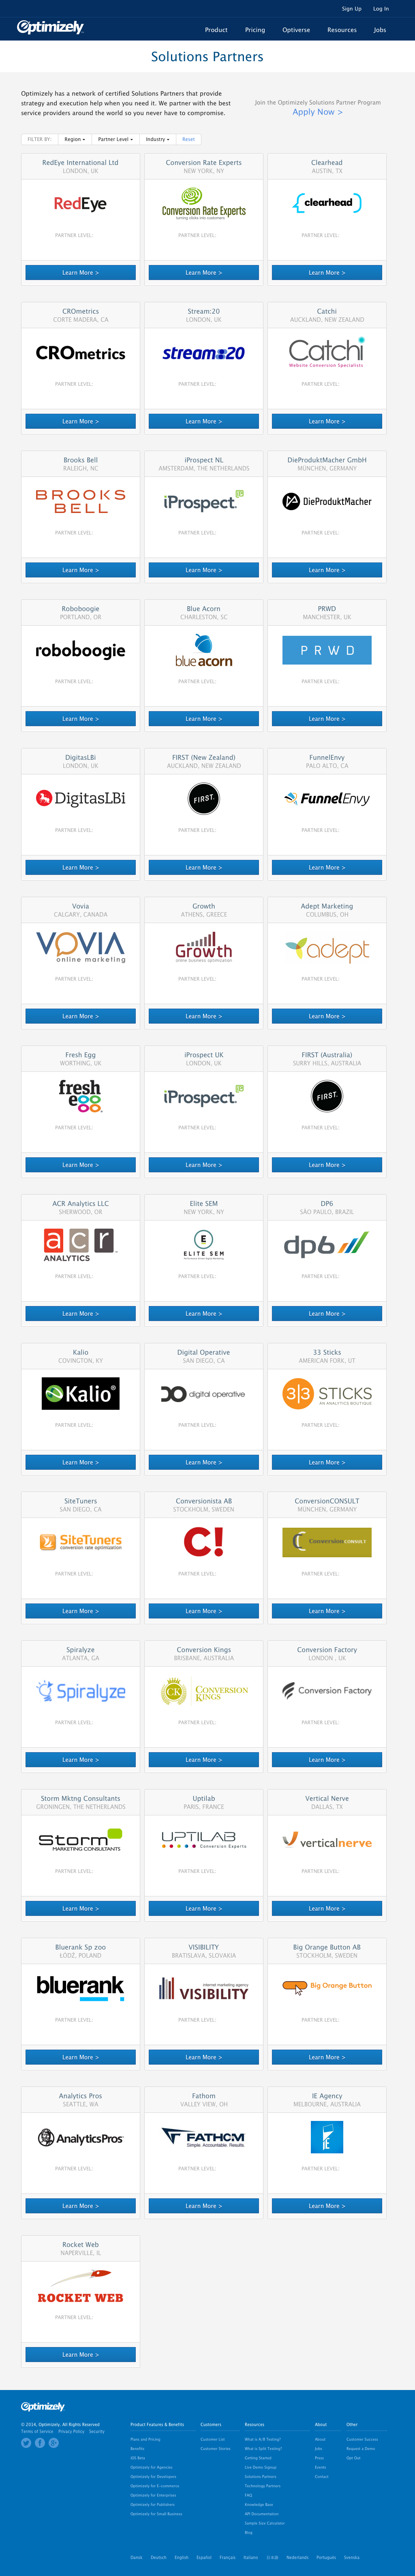 Sign Up Log In
Optimizely
Product Pricing Optiverse Resources Jobs
Solutions Partners
Optimizely has a network of certified Solutions Partners that provide
strategy and execution help when you need it. We partner with the best
service providers around the world so you never have to compromise.
Join the Optimizely Solutions Partner Program
Apply Now >
FILTER BY: Region Partner Level Industry Reset
RedEye International Ltd
LONDON, UK
RedEye
PARTNER LEVEL:
Learn More >
Conversion Rate Experts
NEW YORK, NY
Conversion Rate Experts
turning clicks into customers
PARTNER LEVEL:
Learn More >
Clearhead
AUSTIN, TX
clearhead
PARTNER LEVEL:
Learn More >
CROmetrics
CORTE MADERA, CA
CROmetrics
PARTNER LEVEL:
Learn More >
Stream:20
LONDON, UK
stream:20
PARTNER LEVEL:
Learn More >
Catchi
AUCKLAND, NEW ZEALAND
Catchi
Website Conversion Specialists
PARTNER LEVEL:
Learn More >
Brooks Bell
RALEIGH, NC
BROOKS
BELL
PARTNER LEVEL:
Learn More >
iProspect NL
AMSTERDAM, THE NETHERLANDS
iProspect
PARTNER LEVEL:
Learn More >
DieProduktMacher GmbH
MÜNCHEN, GERMANY
DieProduktMacher
PARTNER LEVEL:
Learn More >
Roboboogie
PORTLAND, OR
roboboogie
PARTNER LEVEL:
Learn More >
Blue Acorn
CHARLESTON, SC
blue acorn
PARTNER LEVEL:
Learn More >
PRWD
MANCHESTER, UK
PRWD
PARTNER LEVEL:
Learn More >
DigitasLBi
LONDON, UK
DigitasLBi
PARTNER LEVEL:
Learn More >
FIRST (New Zealand)
AUCKLAND, NEW ZEALAND
FIRST.
PARTNER LEVEL:
Learn More >
FunnelEnvy
PALO ALTO, CA
FunnelEnvy
PARTNER LEVEL:
Learn More >
Vovia
CALGARY, CANADA
VOVIA
online marketing
PARTNER LEVEL:
Learn More >
Growth
ATHENS, GREECE
Growth
online business optimization
PARTNER LEVEL:
Learn More >
Adept Marketing
COLUMBUS, OH
adept
PARTNER LEVEL:
Learn More >
Fresh Egg
WORTHING, UK
fresh
egg
PARTNER LEVEL:
Learn More >
iProspect UK
LONDON, UK
iProspect
PARTNER LEVEL:
Learn More >
FIRST (Australia)
SURRY HILLS, AUSTRALIA
FIRST.
PARTNER LEVEL:
Learn More >
ACR Analytics LLC
SHERWOOD, OR
acr
ANALYTICS
PARTNER LEVEL:
Learn More >
Elite SEM
NEW YORK, NY
E
ELITE SEM
PARTNER LEVEL:
Learn More >
DP6
SÃO PAULO, BRAZIL
dp6
PARTNER LEVEL:
Learn More >
Kalio
COVINGTON, KY
Kalio®
PARTNER LEVEL:
Learn More >
Digital Operative
SAN DIEGO, CA
digital operative
PARTNER LEVEL:
Learn More >
33 Sticks
AMERICAN FORK, UT
3|3 STICKS
AN ANALYTICS BOUTIQUE
PARTNER LEVEL:
Learn More >
SiteTuners
SAN DIEGO, CA
SiteTuners
conversion rate optimization
PARTNER LEVEL:
Learn More >
Conversionista AB
STOCKHOLM, SWEDEN
C!
PARTNER LEVEL:
Learn More >
ConversionCONSULT
MÜNCHEN, GERMANY
Conversion CONSULT
PARTNER LEVEL:
Learn More >
Spiralyze
ATLANTA, GA
Spiralyze
PARTNER LEVEL:
Learn More >
Conversion Kings
BRISBANE, AUSTRALIA
CK CONVERSION
KINGS
PARTNER LEVEL:
Learn More >
Conversion Factory
LONDON , UK
Conversion Factory
PARTNER LEVEL:
Learn More >
Storm Mktng Consultants
GRONINGEN, THE NETHERLANDS
Storm
MARKETING CONSULTANTS
PARTNER LEVEL:
Learn More >
Uptilab
PARIS, FRANCE
UPTILAB
Conversion Experts
PARTNER LEVEL:
Learn More >
Vertical Nerve
DALLAS, TX
verticalnerve
PARTNER LEVEL:
Learn More >
Bluerank Sp zoo
ŁÓDŹ, POLAND
bluerank
PARTNER LEVEL:
Learn More >
VISIBILITY
BRATISLAVA, SLOVAKIA
internet marketing agency
VISIBILITY
PARTNER LEVEL:
Learn More >
Big Orange Button AB
STOCKHOLM, SWEDEN
Big Orange Button
PARTNER LEVEL:
Learn More >
Analytics Pros
SEATTLE, WA
AnalyticsPros
PARTNER LEVEL:
Learn More >
Fathom
VALLEY VIEW, OH
FATHOM
Simple. Accountable. Results.
PARTNER LEVEL:
Learn More >
IE Agency
MELBOURNE, AUSTRALIA
PARTNER LEVEL:
Learn More >
Rocket Web
NAPERVILLE, IL
ROCKET WEB
PARTNER LEVEL:
Learn More >
Optimizely
© 2014, Optimizely. All Rights Reserved
Terms of Service Privacy Policy Security
Product Features & Benefits
Plans and Pricing
Benefits
iOS Beta
Optimizely for Agencies
Optimizely for Developers
Optimizely for E-commerce
Optimizely for Enterprises
Optimizely for Publishers
Optimizely for Small Business
Customers
Customer List
Customer Stories
Resources
What is A/B Testing?
What is Split Testing?
Getting Started
Live Demo Signup
Solutions Partners
Technology Partners
FAQ
Knowledge Base
API Documentation
Sample Size Calculator
Blog
About
About
Jobs
Press
Events
Contact
Other
Customer Success
Request a Demo
Opt Out
Dansk Deutsch English Español Français Italiano 日本語 Nederlands Português Svenska